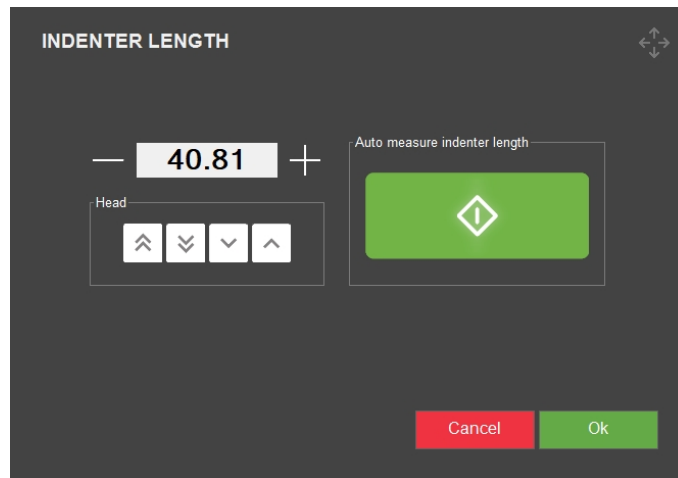 INDENTER LENGTH
40.81
Auto measure indenter length
Head
Cancel
Ok